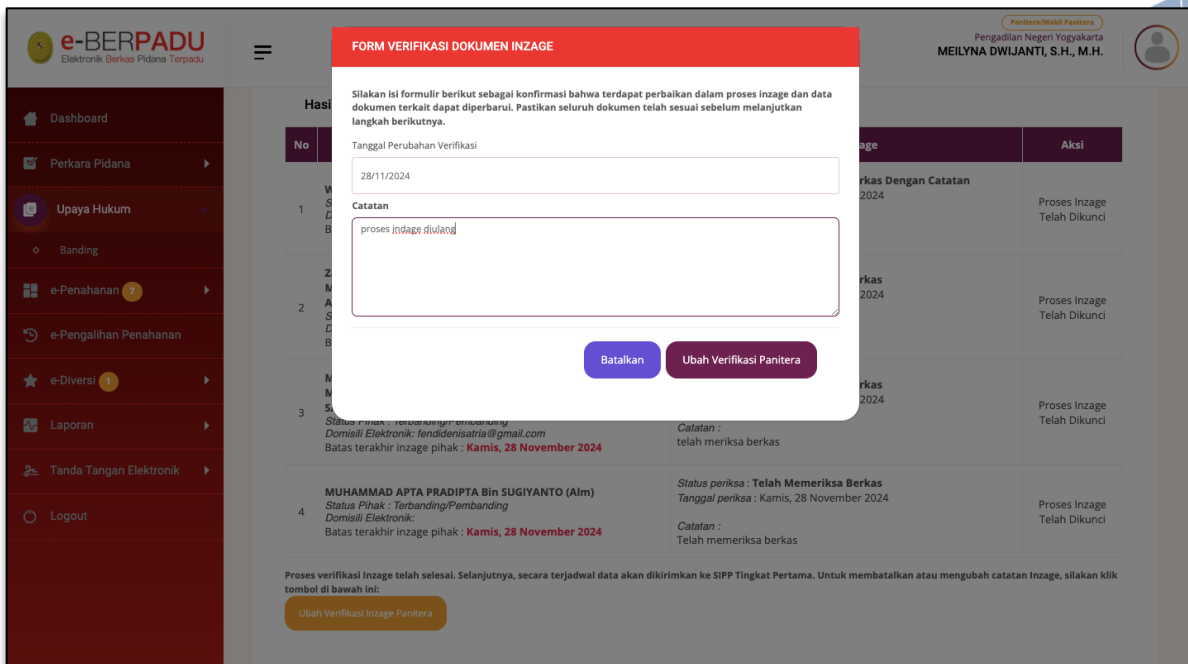 e-BERPADU
Elektronik Berkas Pidana Terpadu
Panitera/Wakil Panitera
Pengadilan Negeri Yogyakarta
MEILYNA DWIJANTI, S.H., M.H.
Dashboard
Perkara Pidana
Upaya Hukum
Banding
e-Penahanan 7
e-Pengalihan Penahanan
e-Diversi 1
Laporan
Tanda Tangan Elektronik
Logout
FORM VERIFIKASI DOKUMEN INZAGE
Silakan isi formulir berikut sebagai konfirmasi bahwa terdapat perbaikan dalam proses inzage dan data
dokumen terkait dapat diperbarui. Pastikan seluruh dokumen telah sesuai sebelum melanjutkan
langkah berikutnya.
Tanggal Perubahan Verifikasi
28/11/2024
Catatan
proses indage diulang
Batalkan
Ubah Verifikasi Panitera
Hasi
No
age
Aksi
1
rkas Dengan Catatan
2024
Proses Inzage
Telah Dikunci
2
rkas
2024
Proses Inzage
Telah Dikunci
3
Status Pihak : Terbanding/Pembanding
Domisili Elektronik: fendidenisatria@gmail.com
Batas terakhir inzage pihak : Kamis, 28 November 2024
rkas
2024
Catatan :
telah meriksa berkas
Proses Inzage
Telah Dikunci
4
MUHAMMAD APTA PRADIPTA Bin SUGIYANTO (Alm)
Status Pihak : Terbanding/Pembanding
Domisili Elektronik:
Batas terakhir inzage pihak : Kamis, 28 November 2024
Status periksa : Telah Memeriksa Berkas
Tanggal periksa : Kamis, 28 November 2024
Catatan :
Telah memeriksa berkas
Proses Inzage
Telah Dikunci
Proses verifikasi Inzage telah selesai. Selanjutnya, secara terjadwal data akan dikirimkan ke SIPP Tingkat Pertama. Untuk membatalkan atau mengubah catatan Inzage, silakan klik
tombol di bawah ini:
Ubah Verifikasi Inzage Panitera